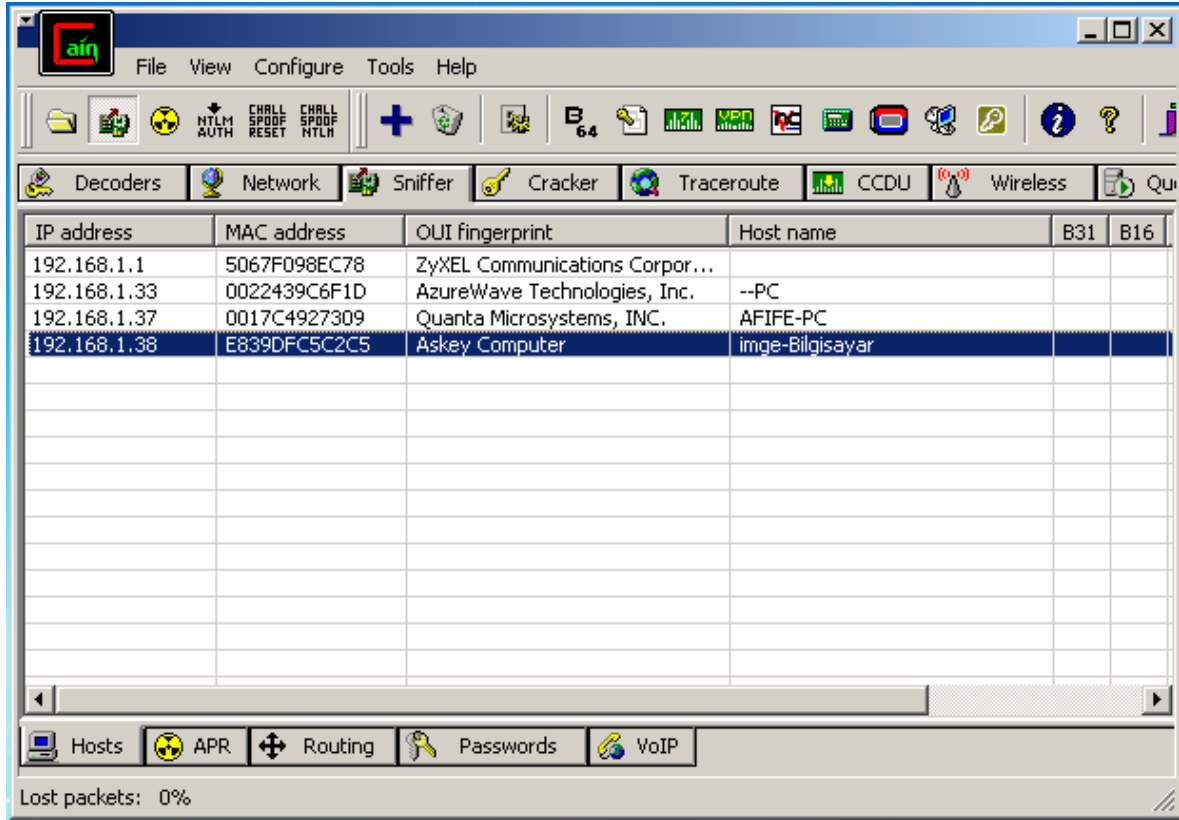 Cain
File View Configure Tools Help
NTLM AUTH CHALL SPOOF RESET CHALL SPOOF NTLM B64 VPN
Decoders Network Sniffer Cracker Traceroute CCDU Wireless Qu
IP address MAC address OUI fingerprint Host name B31 B16
192.168.1.1 5067F098EC78 ZyXEL Communications Corpor...
192.168.1.33 0022439C6F1D AzureWave Technologies, Inc. --PC
192.168.1.37 0017C4927309 Quanta Microsystems, INC. AFIFE-PC
192.168.1.38 E839DFC5C2C5 Askey Computer imge-Bilgisayar
Hosts APR Routing Passwords VoIP
Lost packets: 0%